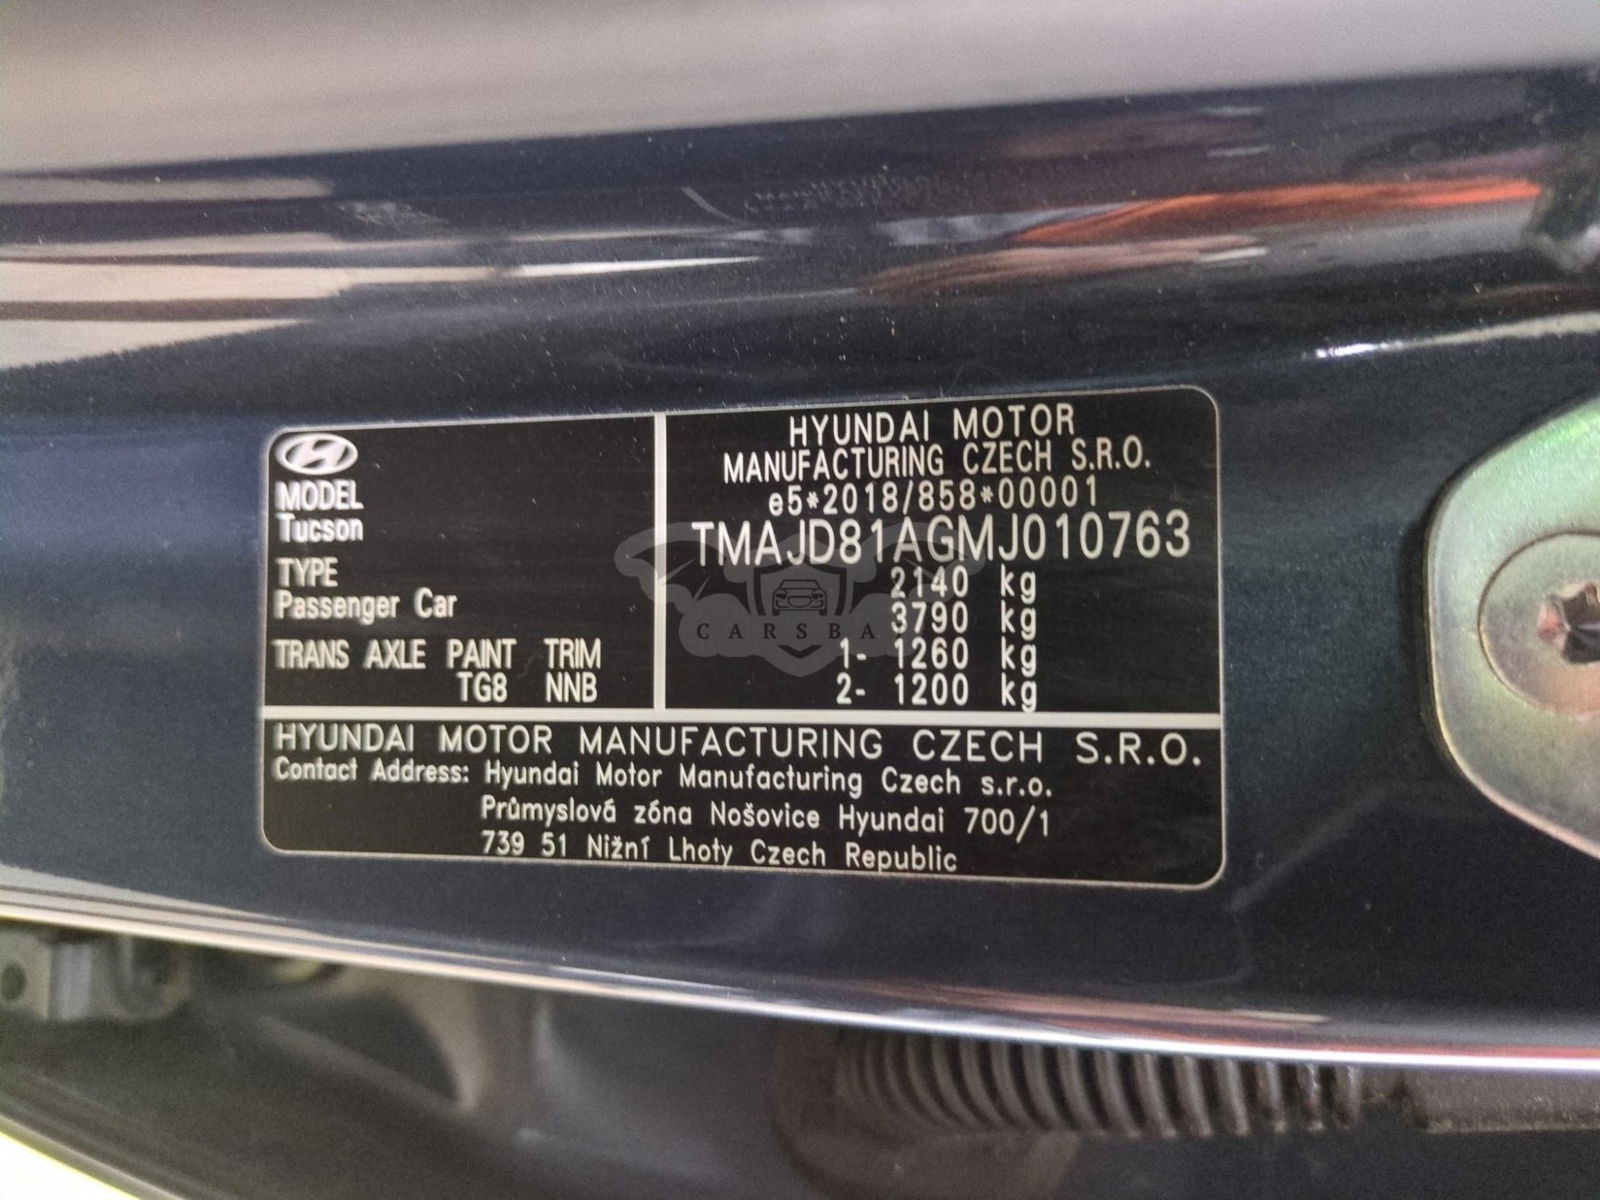 MODEL
Tucson
TYPE
Passenger Car
TRANS AXLE PAINT TRIM
TG8 NNB
HYUNDAI MOTOR
MANUFACTURING CZECH S.R.O.
e5*2018/858*00001
TMAJD81AGMJ010763
2140 kg
3790 kg
1- 1260 kg
2- 1200 kg
CARSBA
HYUNDAI MOTOR MANUFACTURING CZECH S.R.O.
Contact Address: Hyundai Motor Manufacturing Czech s.r.o.
Průmyslová zóna Nošovice Hyundai 700/1
739 51 Nižní Lhoty Czech Republic